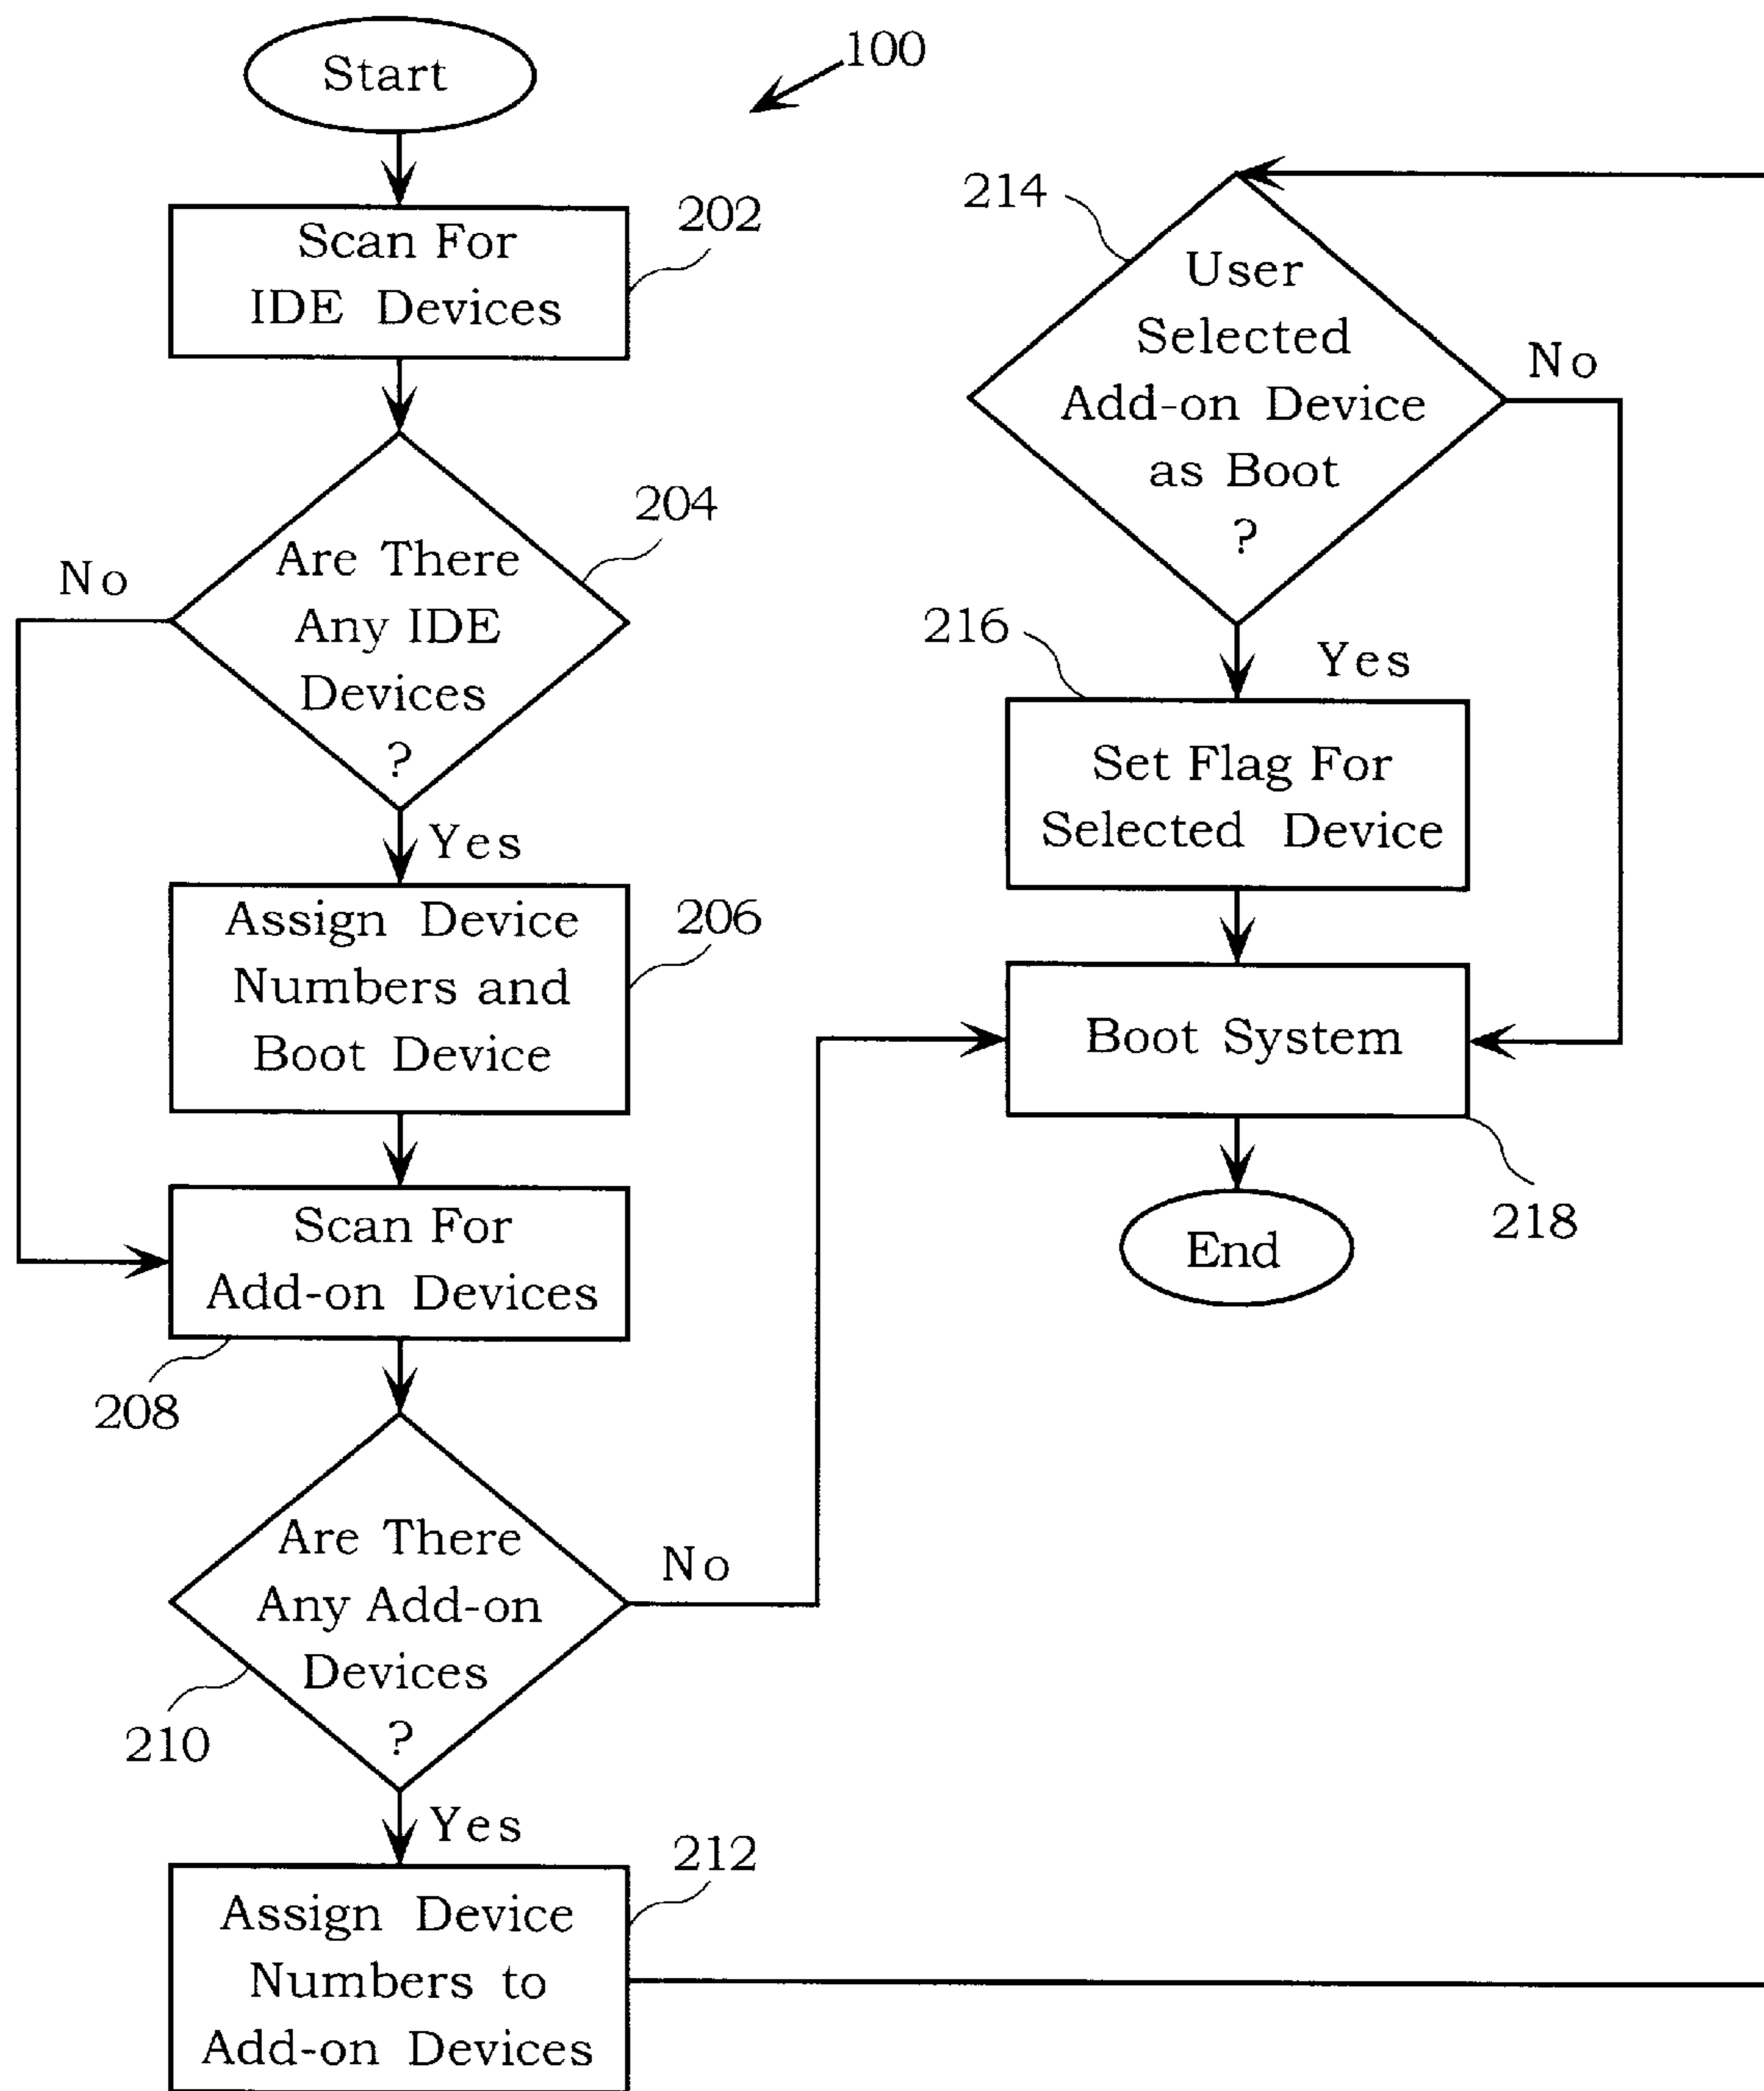 Start
100
Scan For
IDE Devices
202
Are There
Any IDE
Devices
?
204
No
Yes
Assign Device
Numbers and
Boot Device
206
Scan For
Add-on Devices
208
Are There
Any Add-on
Devices
?
210
No
Yes
Assign Device
Numbers to
Add-on Devices
212
214
User
Selected
Add-on Device
as Boot
?
No
Yes
216
Set Flag For
Selected Device
Boot System
218
End